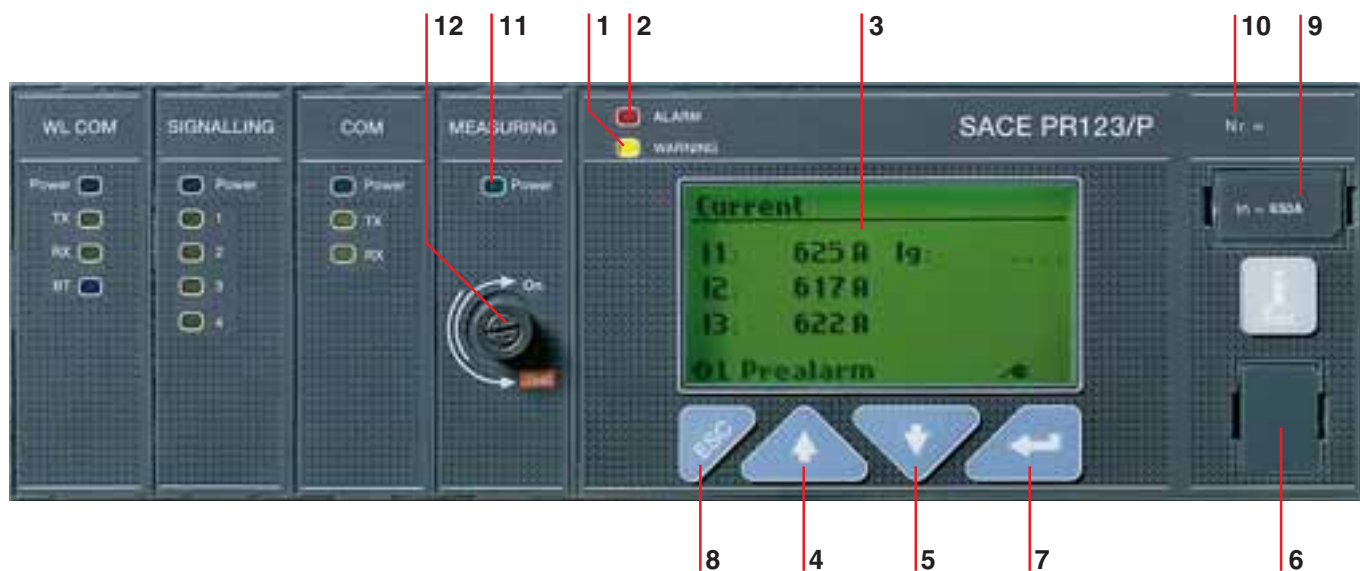 12 11 1 2 3 10 9
WL COM
Power
TX
RX
BT
SIGNALLING
Power
1
2
3
4
COM
Power
TX
RX
MEASURING
Power
On
ALARM
WARNING
SACE PR123/P
Current
I1: 625 A Ig: ....
I2: 617 A
I3: 622 A
Prealarm
ESC
Nr =
In =
8 4 5 7 6